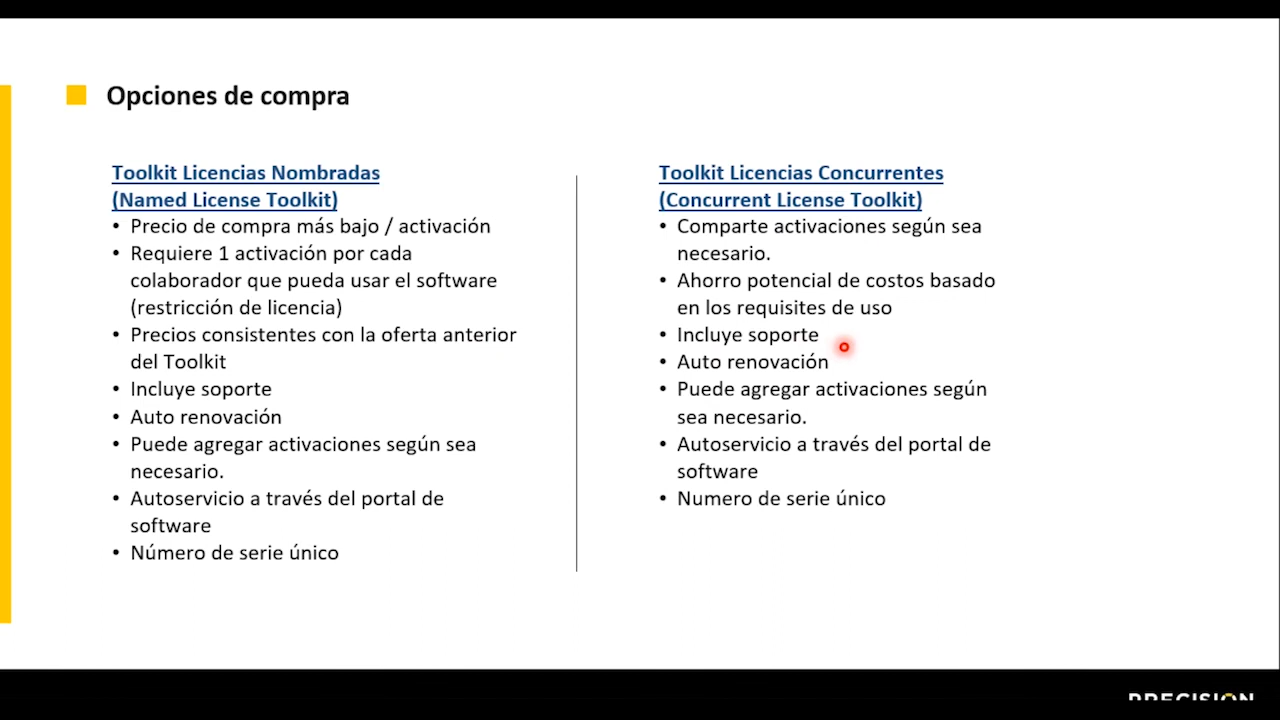 Opciones de compra
Toolkit Licencias Nombradas
(Named License Toolkit)
• Precio de compra más bajo / activación
• Requiere 1 activación por cada
colaborador que pueda usar el software
(restricción de licencia)
• Precios consistentes con la oferta anterior
del Toolkit
• Incluye soporte
• Auto renovación
• Puede agregar activaciones según sea
necesario.
• Autoservicio a través del portal de
software
• Número de serie único
Toolkit Licencias Concurrentes
(Concurrent License Toolkit)
• Comparte activaciones según sea
necesario.
• Ahorro potencial de costos basado
en los requisites de uso
• Incluye soporte
• Auto renovación
• Puede agregar activaciones según
sea necesario.
• Autoservicio a través del portal de
software
• Numero de serie único
PRECISION